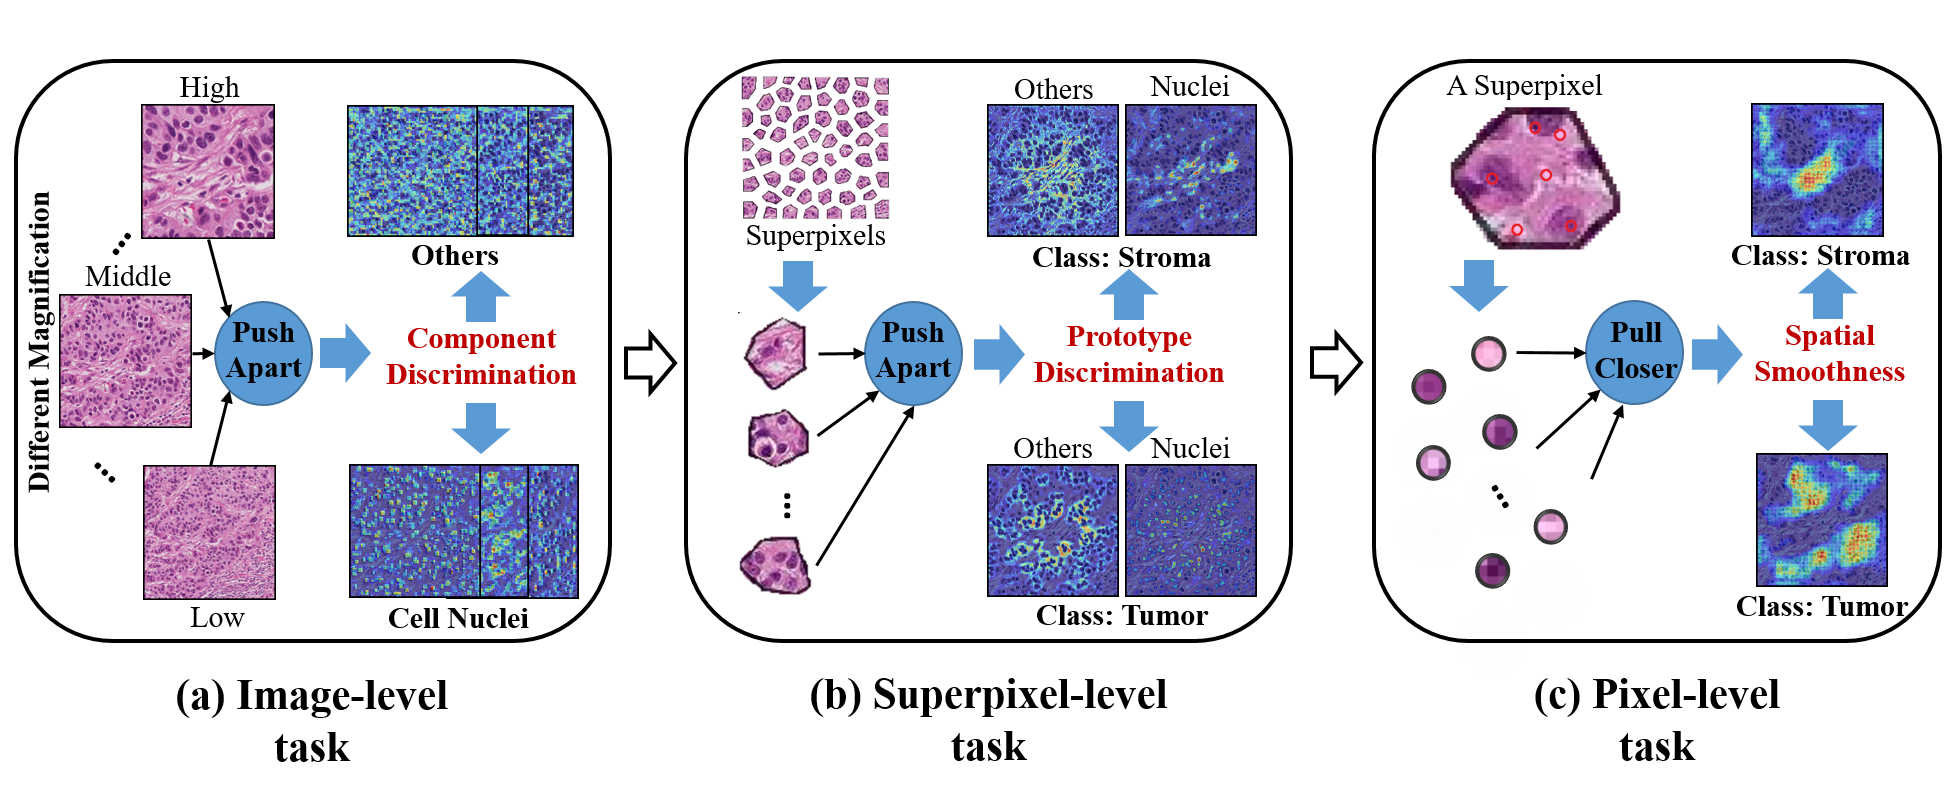 High
Different Magnification
Middle
Low
Push
Apart
Others
Component
Discrimination
Cell Nuclei
(a) Image-level
task
Superpixels
Push
Apart
Others
Nuclei
Class: Stroma
Prototype
Discrimination
Others
Nuclei
Class: Tumor
(b) Superpixel-level
task
A Superpixel
Pull
Closer
Class: Stroma
Spatial
Smoothness
Class: Tumor
(c) Pixel-level
task